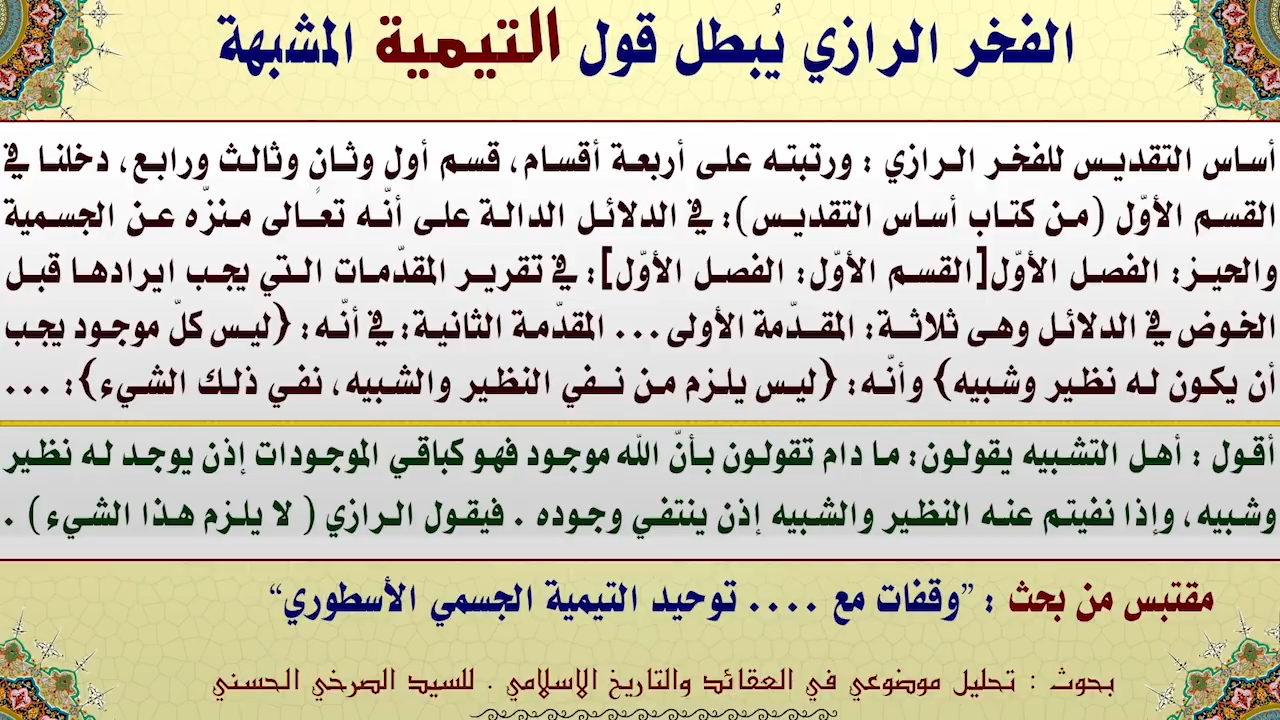 الفخر الرازي يُبطل قول التيمية المشبهة
أساس التقديس للفخر الرازي : ورتبته على أربعة أقسام، قسم أول وثانٍ وثالث ورابع، دخلنا في
القسم الأوّل (من كتاب أساس التقديس): في الدلائل الدالة على أنّه تعالى منزّه عن الجسمية
والحيز: الفصل الأوّل[القسم الأوّل: الفصل الأوّل]: في تقرير المقدّمات التي يجب ايرادها قبل
الخوض في الدلائل وهى ثلاثة: المقدّمة الأولى... المقدّمة الثانية: في أنّه: {ليس كلّ موجود يجب
أن يكون له نظير وشبيه} وأنّه: {ليس يلزم من نفي النظير والشبيه، نفي ذلك الشيء}: ...
أقول : أهل التشبيه يقولون: ما دام تقولون بأنّ الله موجود فهو كباقي الموجودات إذن يوجد له نظير
وشبيه، وإذا نفيتم عنه النظير والشبيه إذن ينتفي وجوده . فيقول الرازي ( لا يلزم هذا الشيء) .
مقتبس من بحث : ”وقفات مع .... توحيد التيمية الجسمي الأسطوري“
بحوث : تحليل موضوعي في العقائد والتاريخ الإسلامي . للسيد الصرخي الحسني